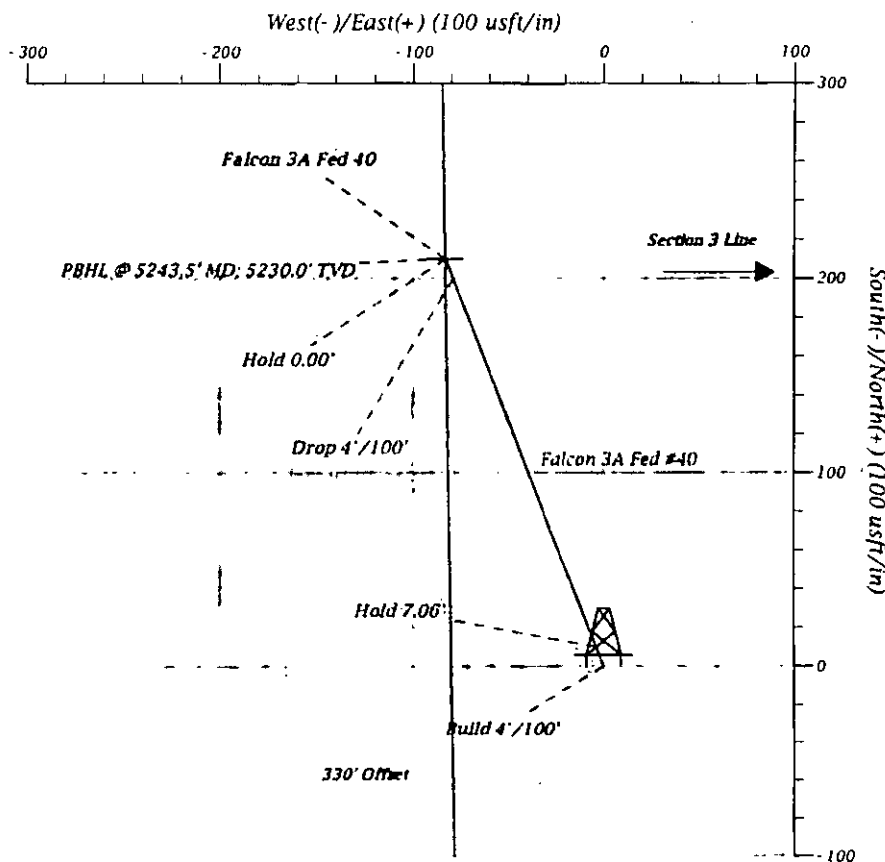 West(-)/East(+) (100 usft/in)
-300 -200 -100 0 100
300
Falcon 3A Fed 40
Section 3 Line
PBHL @ 5243.5' MD; 5230.0' TVD
200
Hold 0.00°
Drop 4°/100'
Falcon 3A Fed #40
100
South(-)/North(+) (100 usft/in)
Hold 7.06°
0
Build 4°/100'
330' Offset
-100